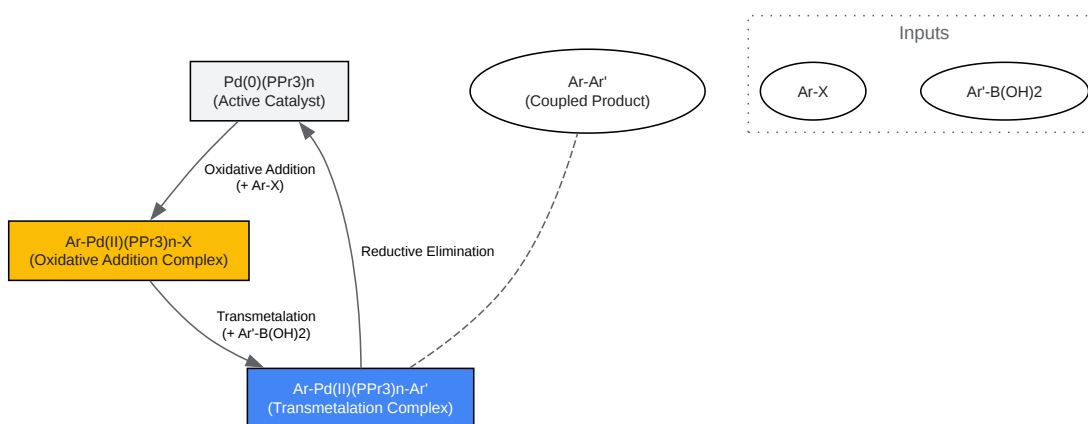 Inputs
Pd(0)(PPr3)n
(Active Catalyst)
Ar-Ar'
(Coupled Product)
Ar-X
Ar'-B(OH)2
Oxidative Addition
(+ Ar-X)
Ar-Pd(II)(PPr3)n-X
(Oxidative Addition Complex)
Reductive Elimination
Transmetalation
(+ Ar'-B(OH)2)
Ar-Pd(II)(PPr3)n-Ar'
(Transmetalation Complex)